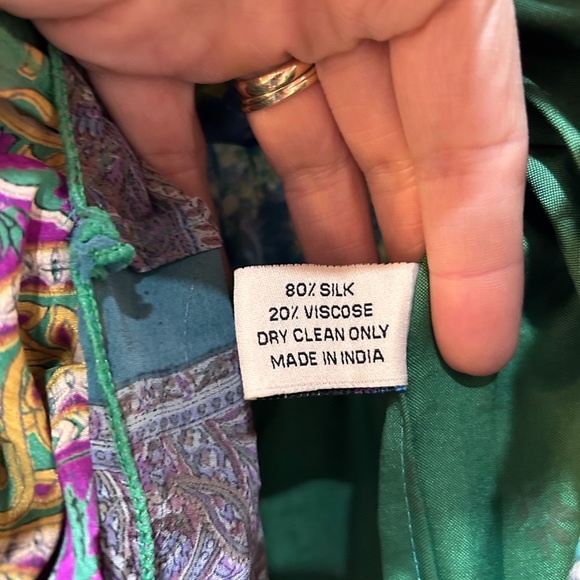 80% SILK
20% VISCOSE
DRY CLEAN ONLY
MADE IN INDIA